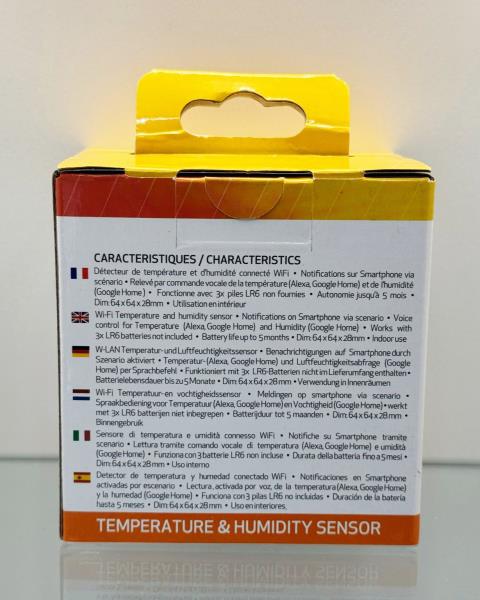 CARACTERISTIQUES / CHARACTERISTICS
Détecteur de température et d'humidité connecté WiFi • Notifications sur Smartphone via
scénario • Relevé par commande vocale de la température (Alexa, Google Home) et de l'humidité
(Google Home) • Fonctionne avec 3x piles LR6 non fournies • Autonomie jusqu'à 5 mois •
Dim: 64 x 64 x 28mm • Utilisation en intérieur
Wi-Fi Temperature and humidity sensor • Notifications on Smartphone via scenario • Voice
control for Temperature (Alexa, Google Home) and Humidity (Google Home) • Works with
3x LR6 batteries not included • Battery life up to 5 months • Dim: 64 x 64 x 28mm • Indoor use
W-LAN Temperatur- und Luftfeuchtigkeitssensor • Benachrichtigungen auf Smartphone durch
Szenario aktiviert • Temperatur- (Alexa, Google Home) und Luftfeuchtigkeitsabfrage (Google
Home) per Sprachbefehl • Funktioniert mit 3x LR6-Batterien nicht im Lieferumfang enthalten •
Batterielebensdauer bis zu 5 Monate • Dim: 64 x 64 x 28 mm • Verwendung in Innenräumen
Wi-Fi Temperatuur- en vochtigheidssensor • Meldingen op smartphone via scenario •
Spraakbediening voor Temperatuur (Alexa, Google Home) en Vochtigheid (Google Home) • werkt
met 3x LR6 batterijen niet inbegrepen • Batterijduur tot 5 maanden • Dim: 64 x 64 x 28 mm •
Binnengebruik
Sensore di temperatura e umidità connesso WiFi • Notifiche su Smartphone tramite
scenario • Lettura tramite comando vocale di temperatura (Alexa, Google Home) e umidità
(Google Home) • Funziona con 3 batterie LR6 non incluse • Durata della batteria fino a 5 mesi •
Dim: 64 x 64 x 28 mm • Uso interno
Detector de temperatura y humedad conectado WiFi • Notificaciones en Smartphone
activadas por escenario • Lectura, activada por voz, de la temperatura (Alexa, Google Home)
y la humedad (Google Home) • Funciona con 3 pilas LR6 no incluidas • Duración de la batería
hasta 5 meses • Dim: 64 x 64 x 28 mm • Uso en interiores.
TEMPERATURE & HUMIDITY SENSOR